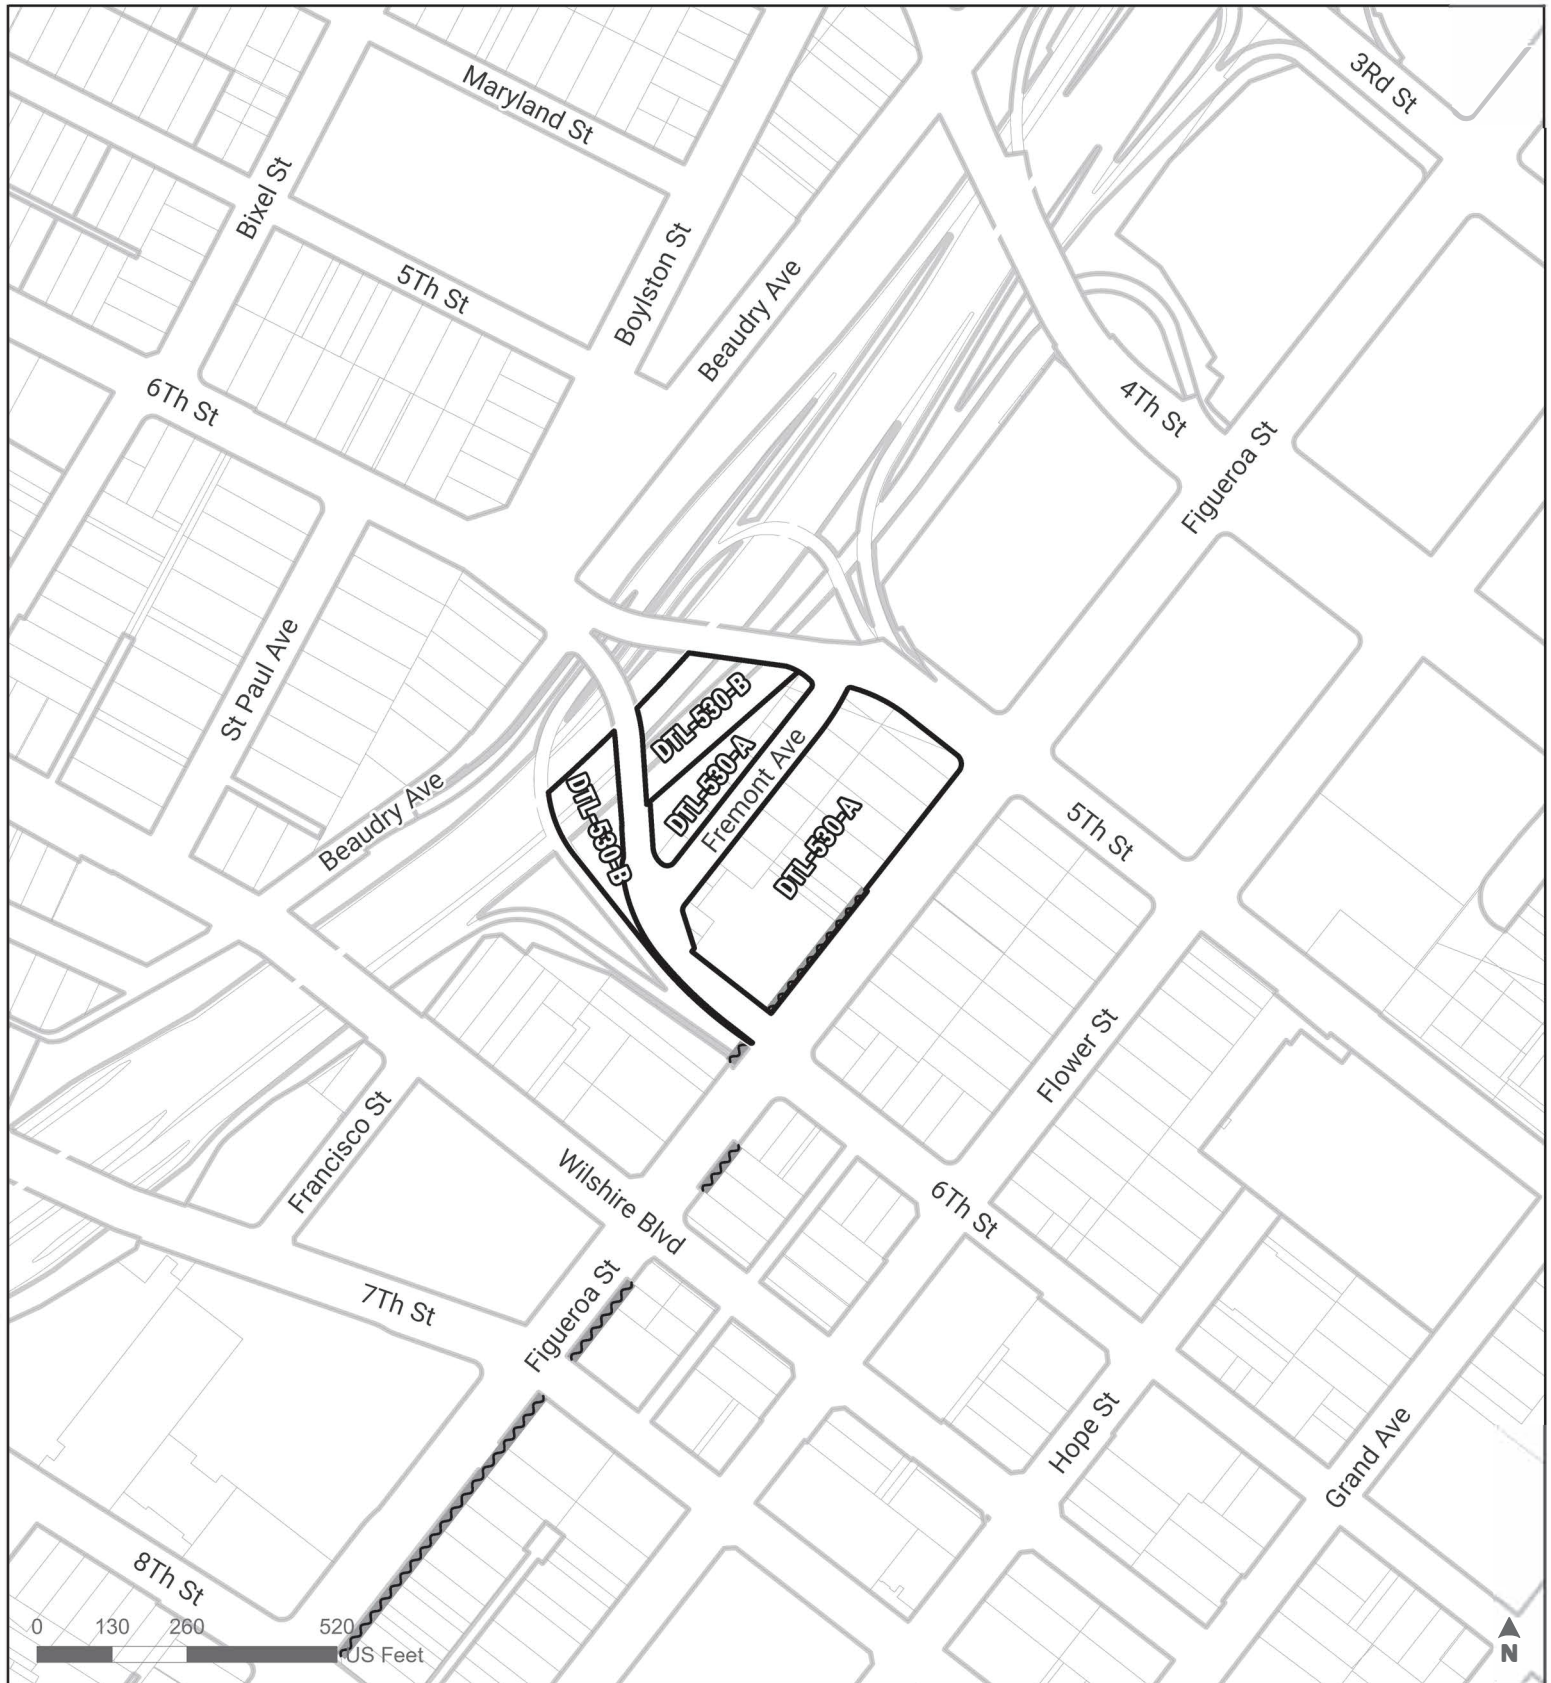 3Rd St
Maryland St
Bixel St
5Th St
Boylston St
Beaudry Ave
6Th St
4Th St
Figueroa St
St Paul Ave
DTL-530-B
DTL-530-A
Fremont Ave
DTL-530-B
DTL-530-A
Beaudry Ave
5Th St
Flower St
Francisco St
Wilshire Blvd
6Th St
7Th St
Figueroa St
Hope St
Grand Ave
8Th St
0 130 260 520
US Feet
N